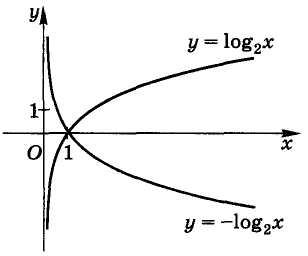 y
y = log₂x
1
x
O
1
y = –log₂x